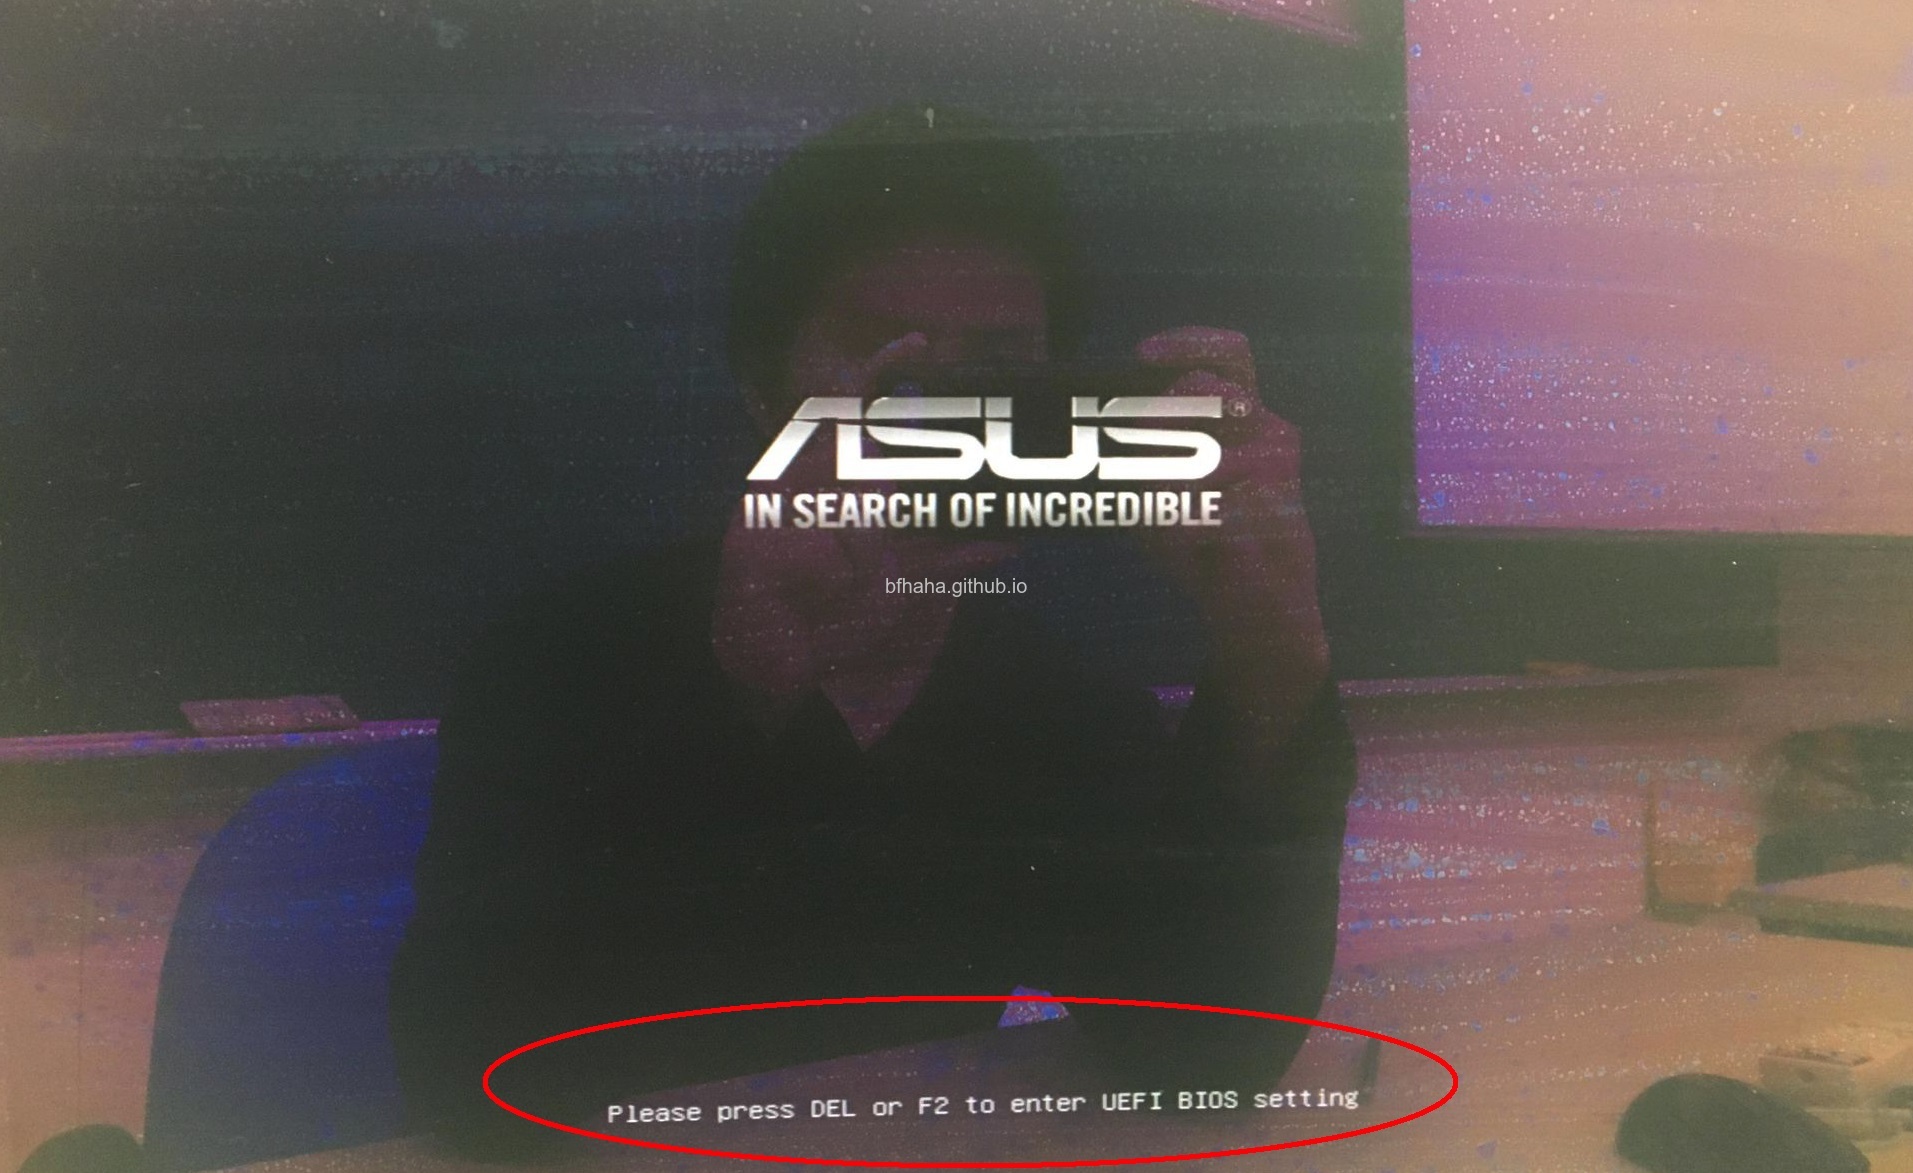 ASUS®
IN SEARCH OF INCREDIBLE
bfhaha.github.io
Please press DEL or F2 to enter UEFI BIOS setting